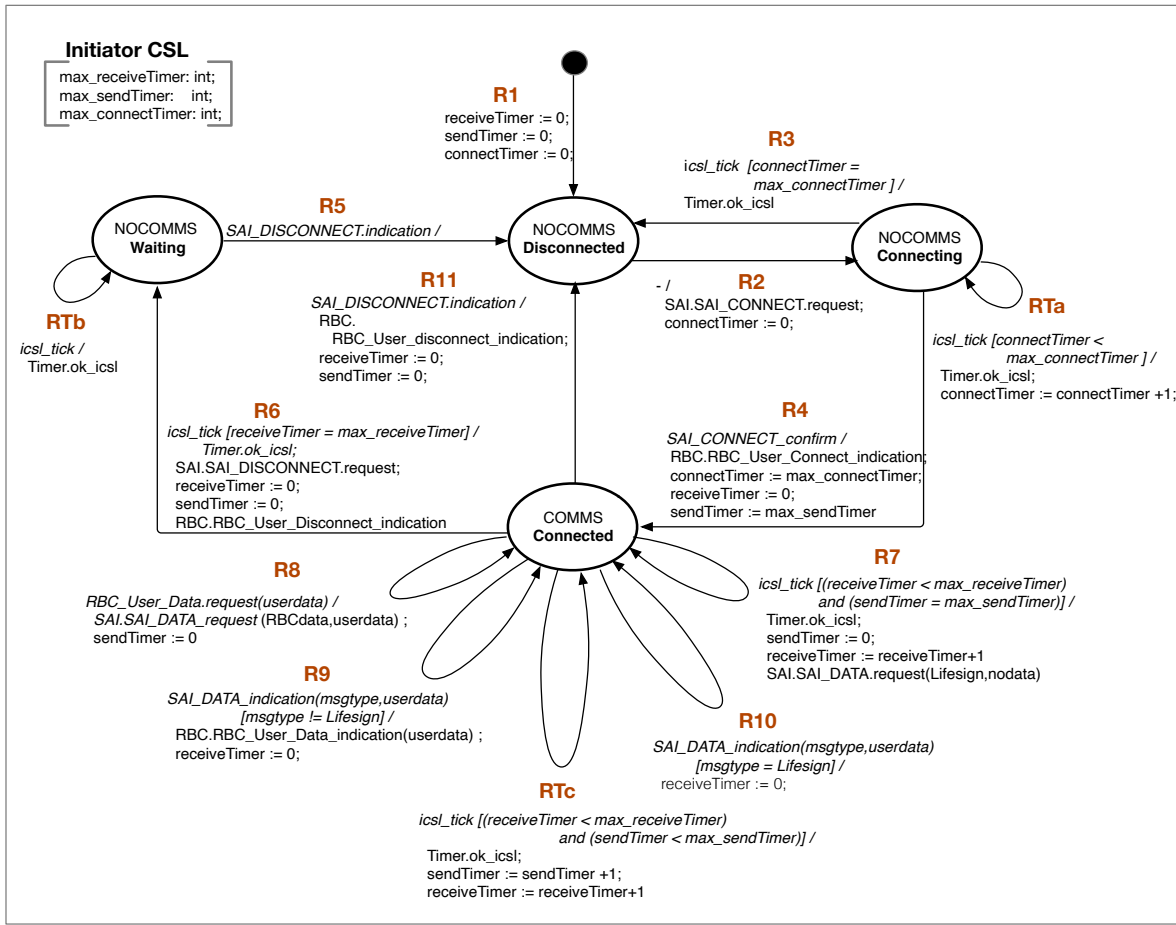 Initiator CSL
max_receiveTimer: int;
max_sendTimer: int;
max_connectTimer: int;
R1
receiveTimer := 0;
sendTimer := 0;
connectTimer := 0;
R3
icsl_tick [connectTimer =
max_connectTimer ] /
Timer.ok_icsl
NOCOMMS
Waiting
R5
SAI_DISCONNECT.indication /
NOCOMMS
Disconnected
NOCOMMS
Connecting
RTb
icsl_tick /
Timer.ok_icsl
R11
SAI_DISCONNECT.indication /
RBC.
RBC_User_disconnect_indication;
receiveTimer := 0;
sendTimer := 0;
R2
- /
SAI.SAI_CONNECT.request;
connectTimer := 0;
RTa
icsl_tick [connectTimer <
max_connectTimer ] /
Timer.ok_icsl;
connectTimer := connectTimer +1;
R6
icsl_tick [receiveTimer = max_receiveTimer] /
Timer.ok_icsl;
SAI.SAI_DISCONNECT.request;
receiveTimer := 0;
sendTimer := 0;
RBC.RBC_User_Disconnect_indication
R4
SAI_CONNECT_confirm /
RBC.RBC_User_Connect_indication;
connectTimer := max_connectTimer;
receiveTimer := 0;
sendTimer := max_sendTimer
COMMS
Connected
R8
RBC_User_Data.request(userdata) /
SAI.SAI_DATA_request (RBCdata,userdata) ;
sendTimer := 0
R7
icsl_tick [(receiveTimer < max_receiveTimer)
and (sendTimer = max_sendTimer)] /
Timer.ok_icsl;
sendTimer := 0;
receiveTimer := receiveTimer+1
SAI.SAI_DATA.request(Lifesign,nodata)
R9
SAI_DATA_indication(msgtype,userdata)
[msgtype != Lifesign] /
RBC.RBC_User_Data_indication(userdata) ;
receiveTimer := 0;
R10
SAI_DATA_indication(msgtype,userdata)
[msgtype = Lifesign] /
receiveTimer := 0;
RTc
icsl_tick [(receiveTimer < max_receiveTimer)
and (sendTimer < max_sendTimer)] /
Timer.ok_icsl;
sendTimer := sendTimer +1;
receiveTimer := receiveTimer+1